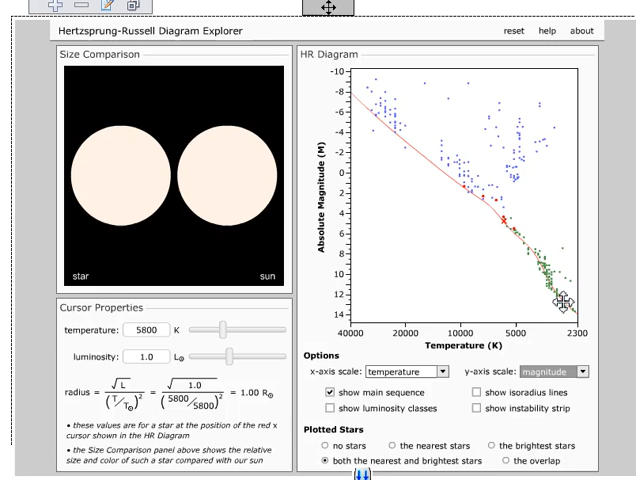 Hertzsprung-Russell Diagram Explorer
reset help about
Size Comparison
star sun
Cursor Properties
temperature: 5800 K
luminosity: 1.0 L⊙
radius = √L / (T/T⊙)² = √1.0 / (5800/5800)² = 1.00 R⊙
• these values are for a star at the position of the red x
cursor shown in the HR Diagram
• the Size Comparison panel above shows the relative
size and color of such a star compared with our sun
HR Diagram
Absolute Magnitude (M)
-10
-8
-6
-4
-2
0
2
4
6
8
10
12
14
40000 20000 10000 5000 2300
Temperature (K)
Options
x-axis scale: temperature y-axis scale: magnitude
show main sequence show isoradius lines
show luminosity classes show instability strip
Plotted Stars
no stars the nearest stars the brightest stars
both the nearest and brightest stars the overlap